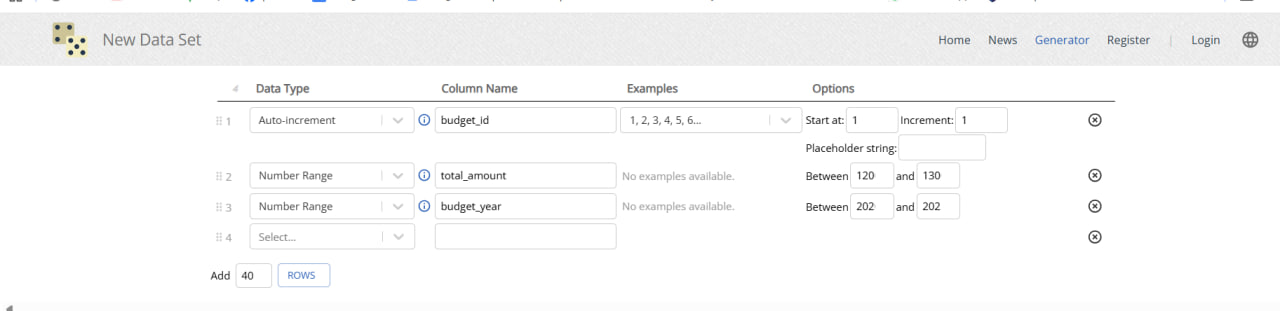 New Data Set
Home News Generator Register | Login
4 Data Type Column Name Examples Options
1 Auto-increment budget_id 1, 2, 3, 4, 5, 6... Start at: 1 Increment: 1
Placeholder string:
2 Number Range total_amount No examples available. Between 120 and 130
3 Number Range budget_year No examples available. Between 202 and 202
4 Select...
Add 40 ROWS